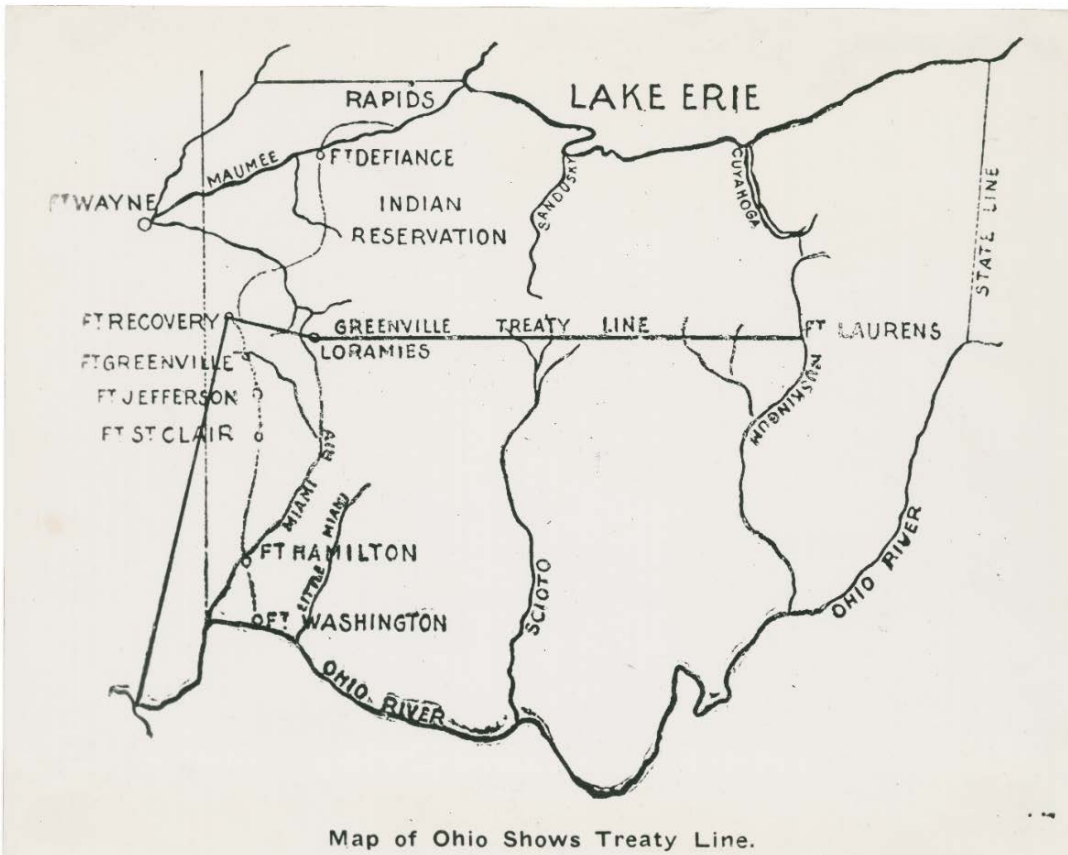 LAKE ERIE
RAPIDS
MAUMEE
FT DEFIANCE
FT WAYNE
INDIAN
RESERVATION
SANDUSKY
CUYAHOGA
STATE LINE
FT RECOVERY
GREENVILLE TREATY LINE
FT LAURENS
LORAMIES
FT GREENVILLE
FT JEFFERSON
FT ST CLAIR
MUSKINGUM
MIAMI RIV
LITTLE MIAMI
FT HAMILTON
FT WASHINGTON
SCIOTO
OHIO RIVER
OHIO RIVER
Map of Ohio Shows Treaty Line.